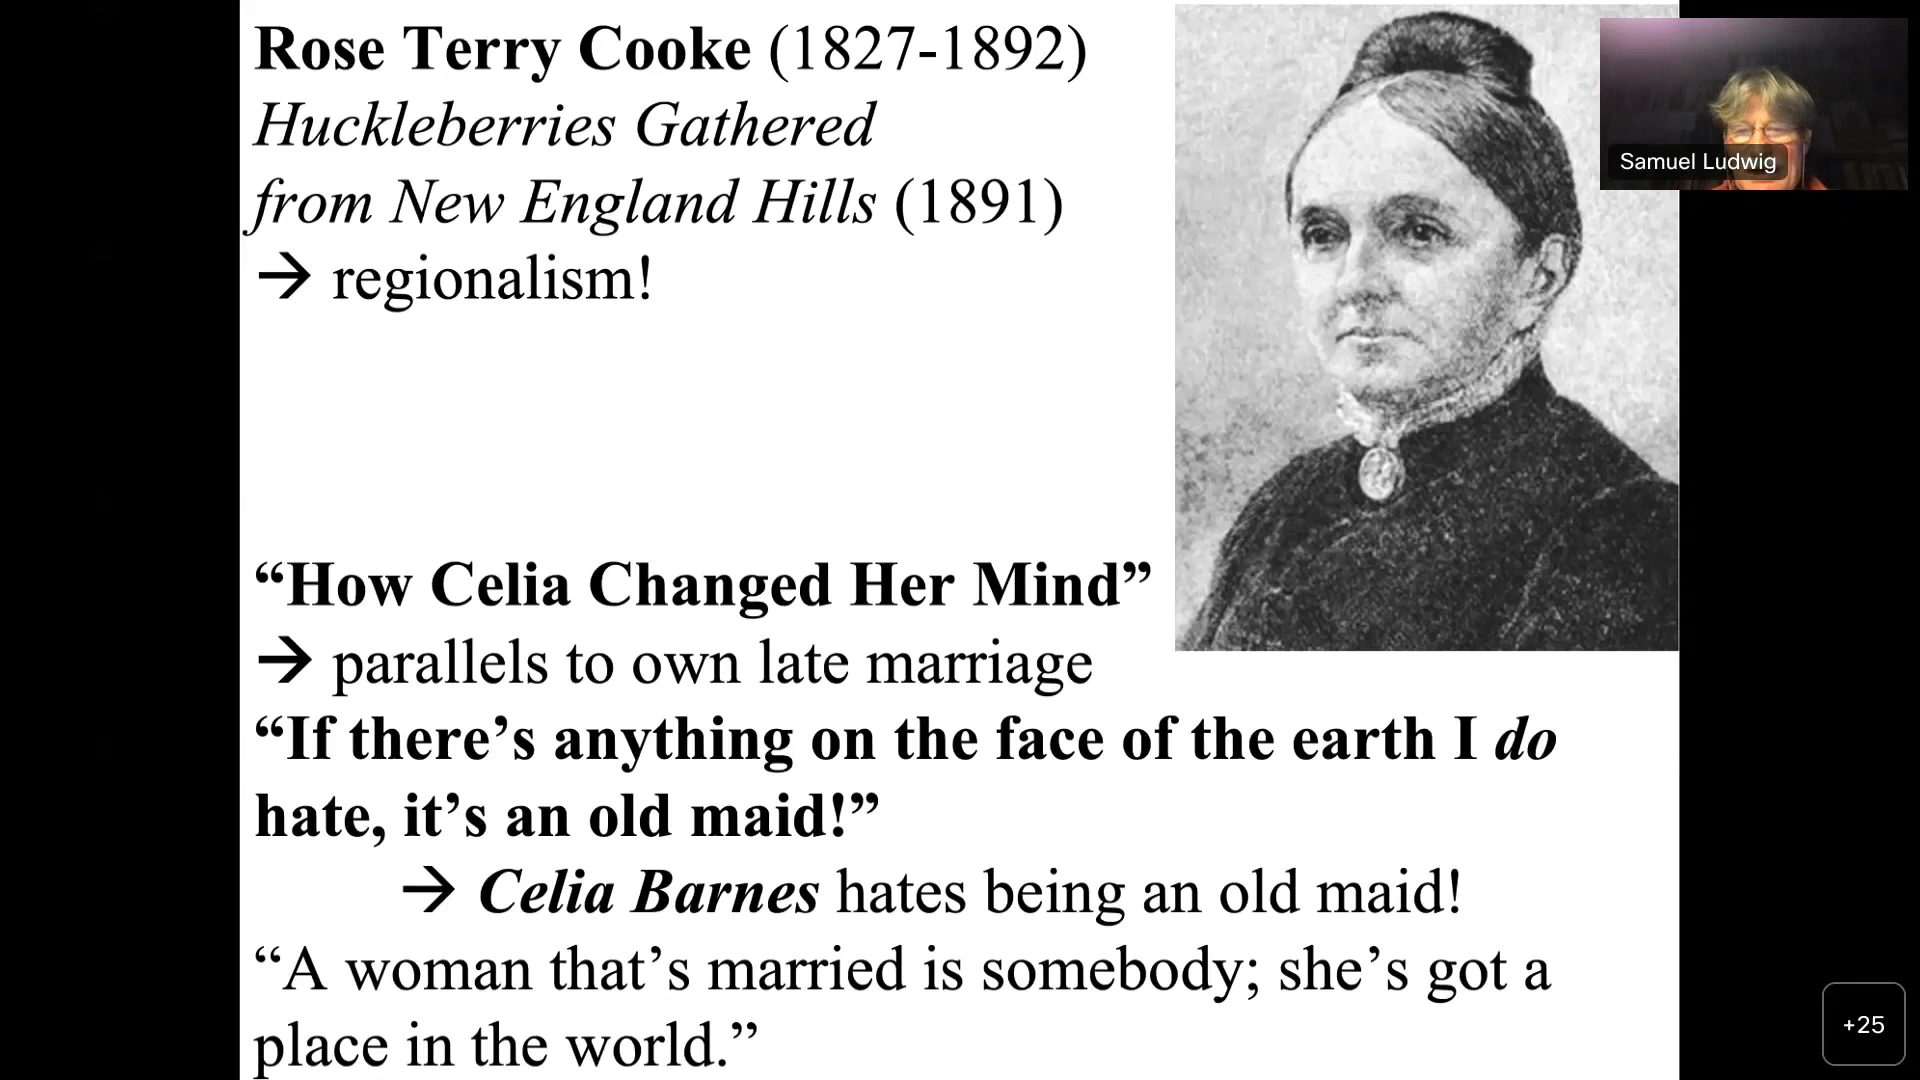 Rose Terry Cooke (1827-1892)
Huckleberries Gathered
from New England Hills (1891)
→ regionalism!
“How Celia Changed Her Mind”
→ parallels to own late marriage
“If there’s anything on the face of the earth I do
hate, it’s an old maid!”
→ Celia Barnes hates being an old maid!
“A woman that’s married is somebody; she’s got a
place in the world.”
Samuel Ludwig
+25